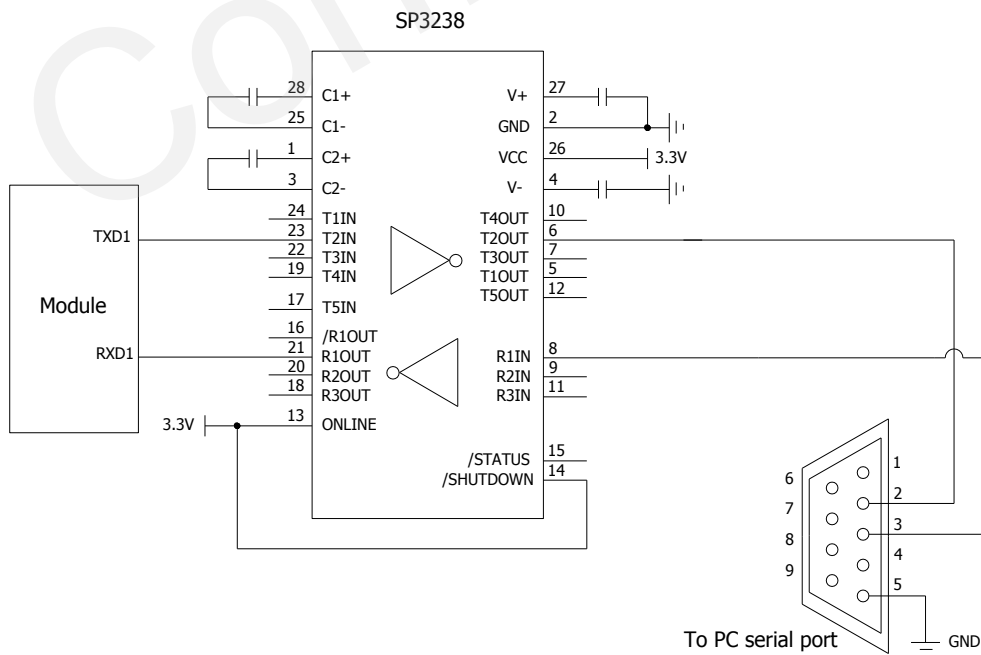 SP3238
28 C1+ V+ 27
25 C1- GND 2
1 C2+ VCC 26 3.3V
3 C2- V- 4
24 T1IN T4OUT 10
TXD1 23 T2IN T2OUT 6
22 T3IN T3OUT 7
19 T4IN T1OUT 5
17 T5IN T5OUT 12
Module
16 /R1OUT
RXD1 21 R1OUT R1IN 8
20 R2OUT R2IN 9
18 R3OUT R3IN 11
3.3V 13 ONLINE
/STATUS 15
/SHUTDOWN 14
6 1
7 2
8 3
9 4
5
To PC serial port GND